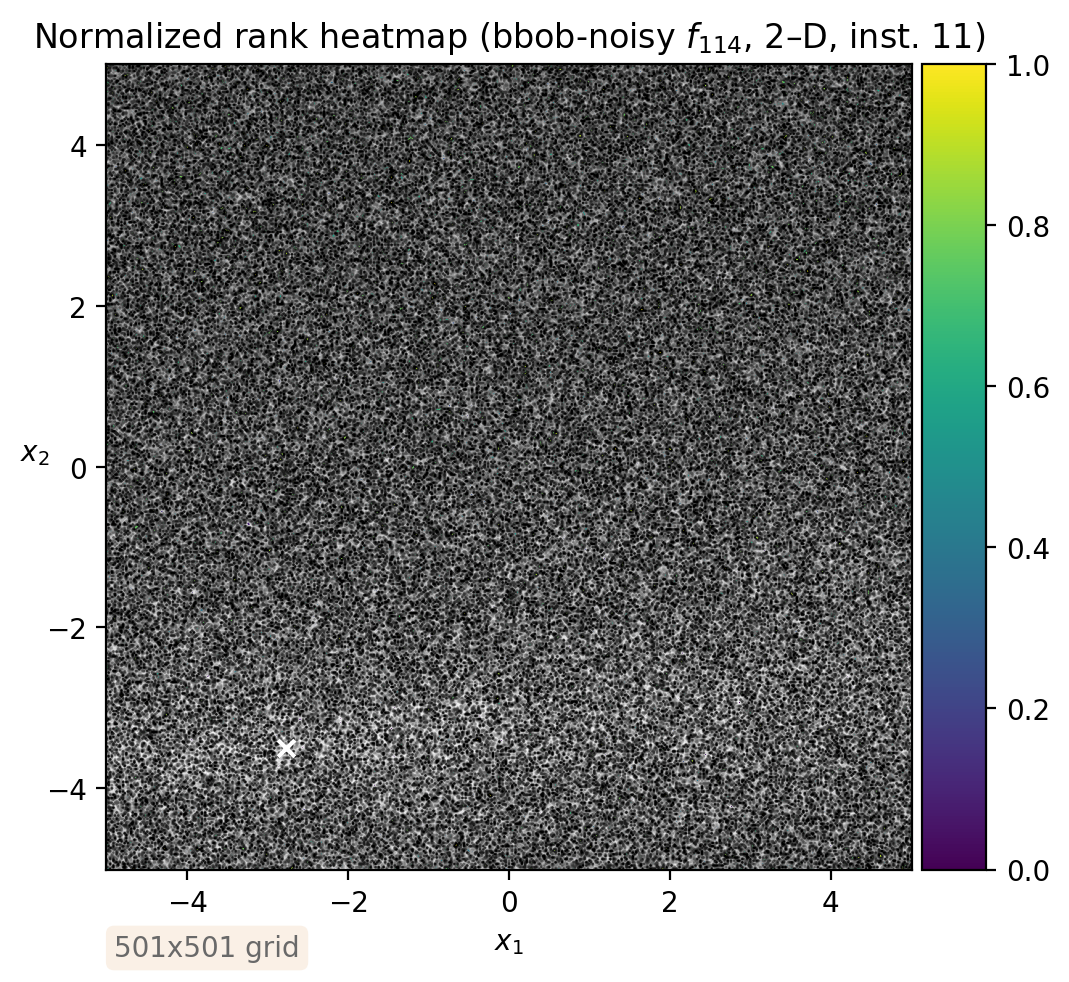 Normalized rank heatmap (bbob-noisy f₁₁₄, 2–D, inst. 11)
1.0
0.8
0.6
0.4
0.2
0.0
4
2
0
−2
−4
x₂
−4 −2 0 2 4
x₁
501x501 grid